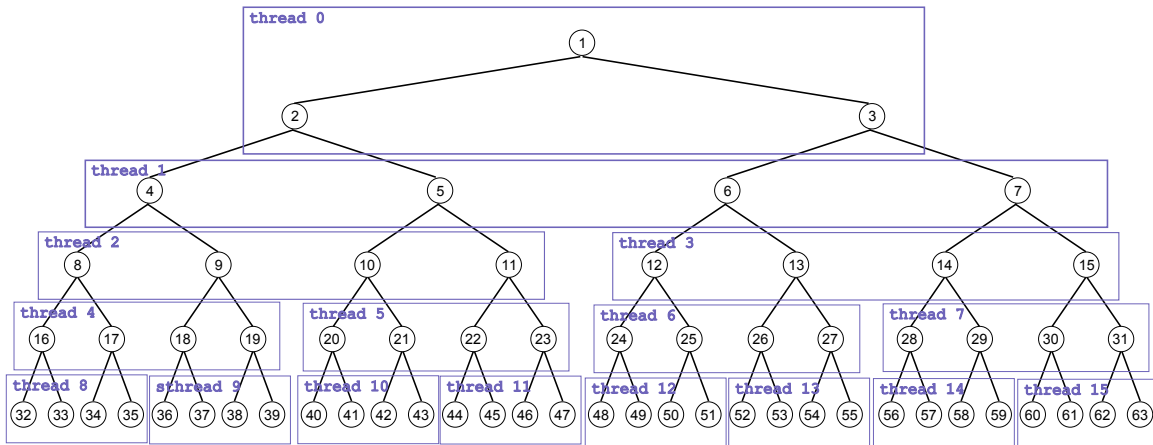 thread 0
1
2 3
thread 1
4 5 6 7
thread 2 thread 3
8 9 10 11 12 13 14 15
thread 4 thread 5 thread 6 thread 7
16 17 18 19 20 21 22 23 24 25 26 27 28 29 30 31
thread 8 sthread 9 thread 10 thread 11 thread 12 thread 13 thread 14 thread 15
32 33 34 35 36 37 38 39 40 41 42 43 44 45 46 47 48 49 50 51 52 53 54 55 56 57 58 59 60 61 62 63